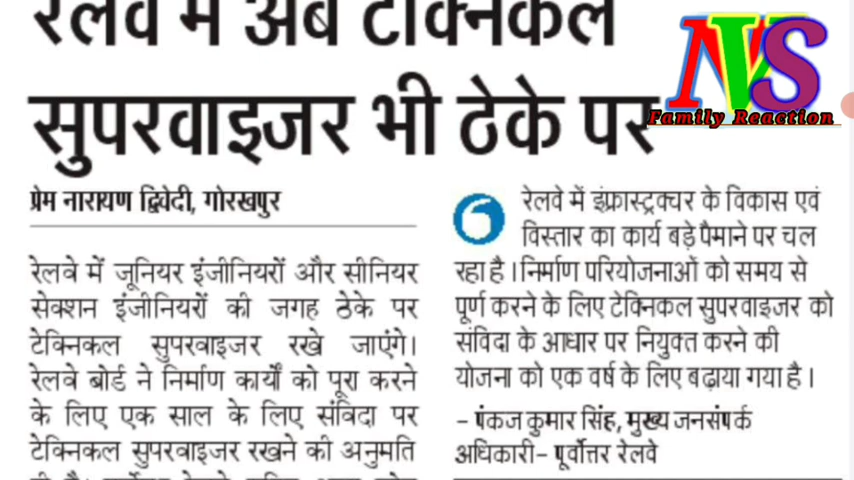 रेलवे में अब टेक्निकल
सुपरवाइजर भी ठेके पर
NVS
Family Reaction
प्रेम नारायण द्विवेदी, गोरखपुर
रेलवे में जूनियर इंजीनियरों और सीनियर
सेक्शन इंजीनियरों की जगह ठेके पर
टेक्निकल सुपरवाइजर रखे जाएंगे।
रेलवे बोर्ड ने निर्माण कार्यों को पूरा करने
के लिए एक साल के लिए संविदा पर
टेक्निकल सुपरवाइजर रखने की अनुमति
रेलवे में इंफ्रास्ट्रक्चर के विकास एवं
विस्तार का कार्य बड़े पैमाने पर चल
रहा है। निर्माण परियोजनाओं को समय से
पूर्ण करने के लिए टेक्निकल सुपरवाइजर को
संविदा के आधार पर नियुक्त करने की
योजना को एक वर्ष के लिए बढ़ाया गया है।
- पंकज कुमार सिंह, मुख्य जनसंपर्क
अधिकारी- पूर्वोत्तर रेलवे